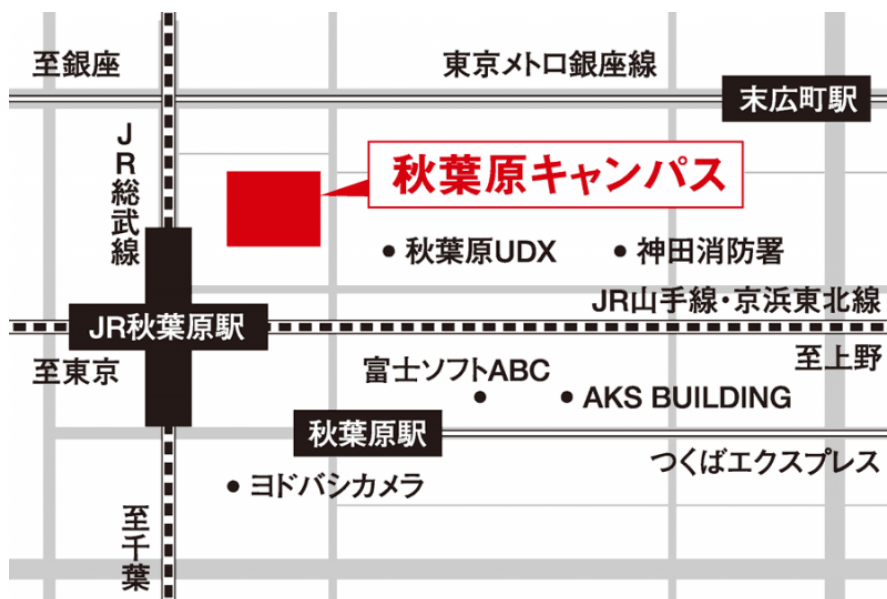 至銀座
東京メトロ銀座線
末広町駅
JR総武線
秋葉原キャンパス
秋葉原UDX
神田消防署
JR山手線・京浜東北線
JR秋葉原駅
至東京
至上野
富士ソフトABC
AKS BUILDING
秋葉原駅
つくばエクスプレス
ヨドバシカメラ
至千葉